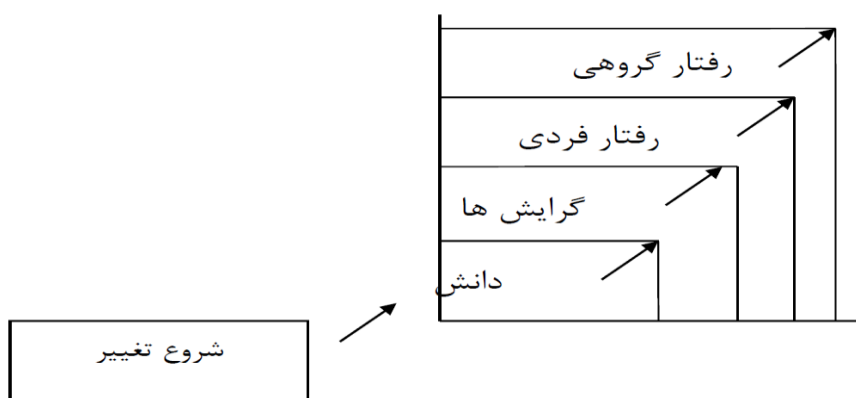 رفتار گروهی
رفتار فردی
گرایش ها
دانش
شروع تغییر